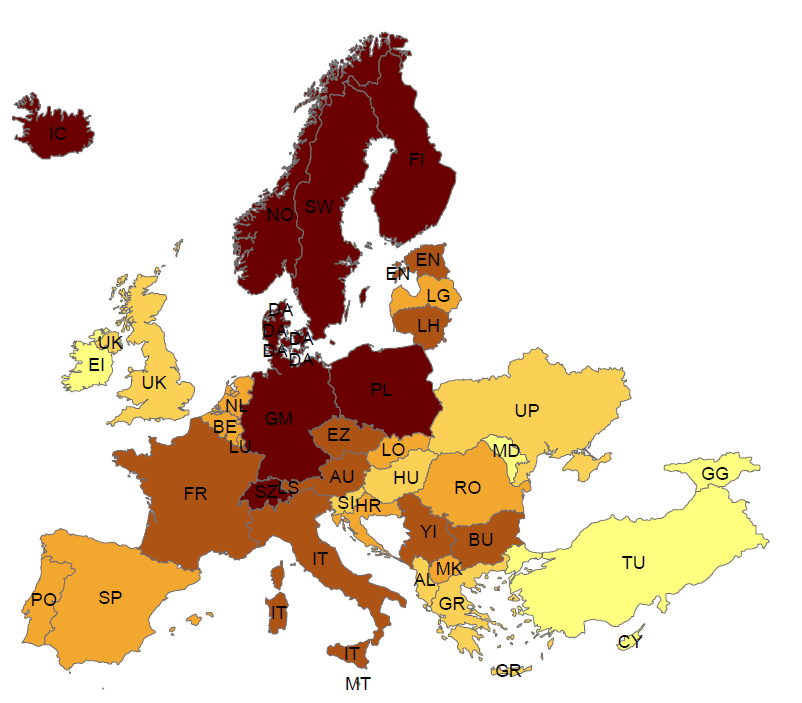 IC
FI
SW
NO
EN
EN
LG
DA
DA
LH
DA
DA
DA
UK
EI
UK
PL
NL
UP
GM
BE
EZ
LU
LO
MD
AU
HU
GG
RO
SZ
LS
FR
SI
HR
YI
BU
IT
TU
MK
AL
SP
PO
GR
IT
CY
IT
GR
MT